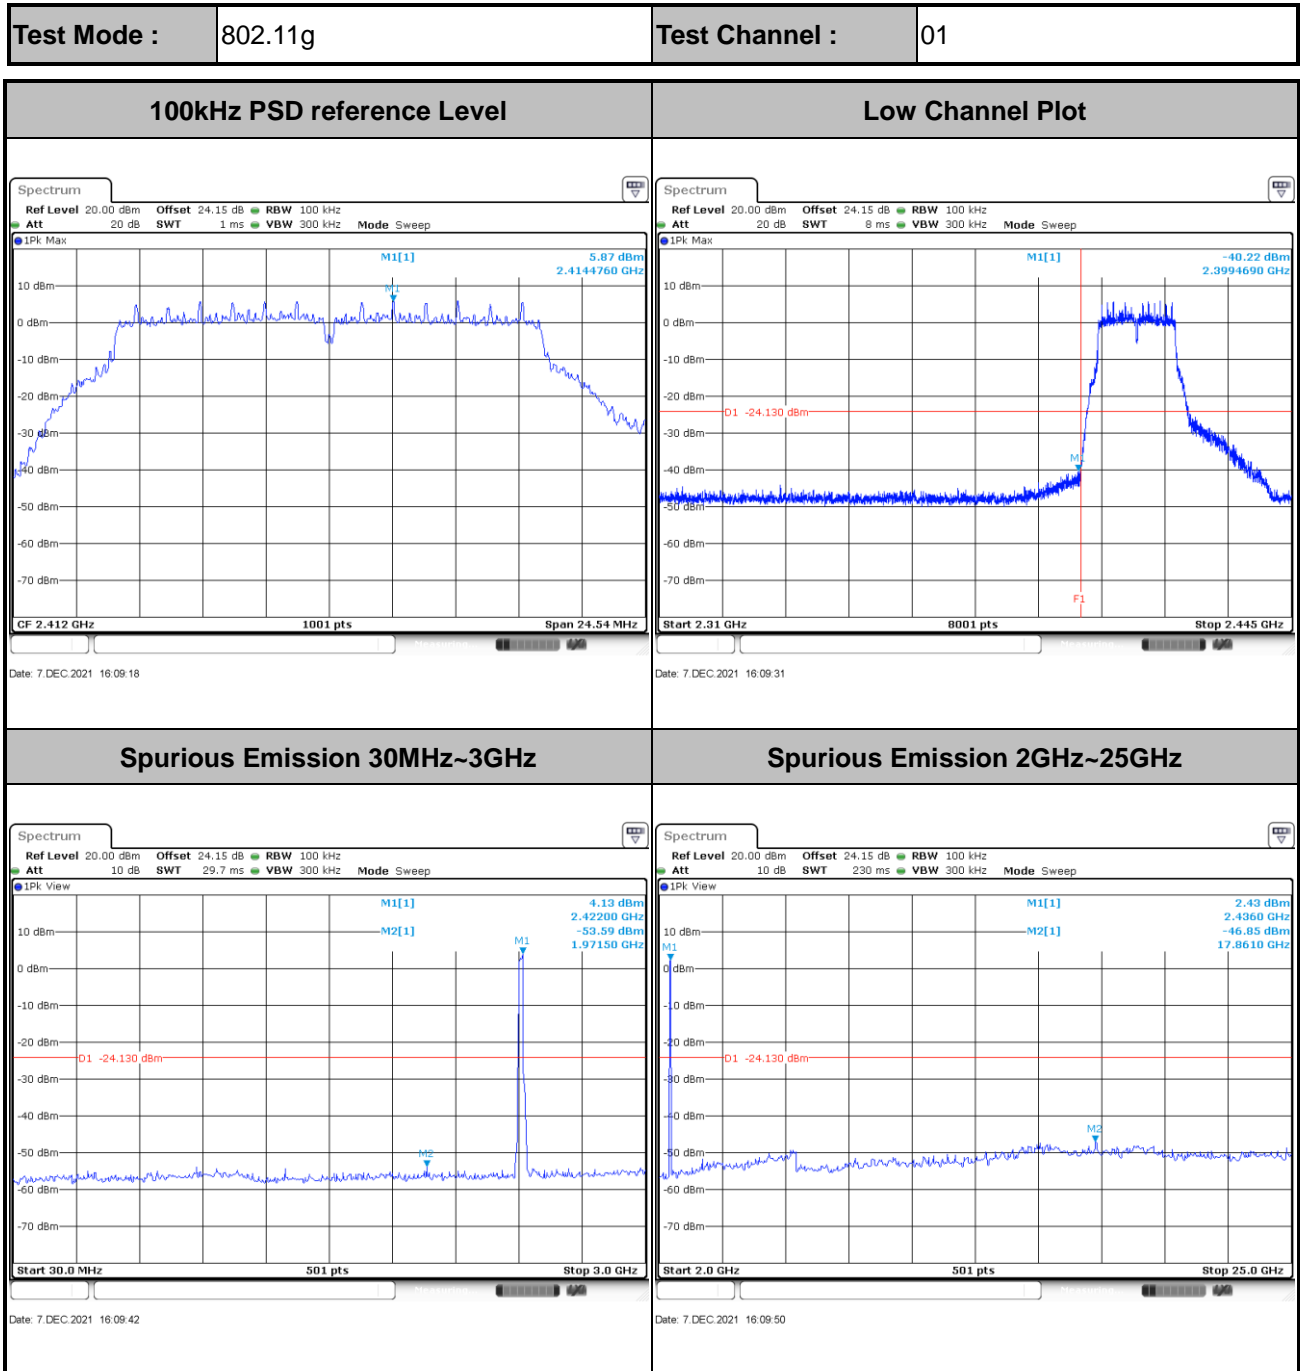 Test Mode : 802.11g Test Channel : 01
100kHz PSD reference Level
Low Channel Plot
Spectrum
Ref Level 20.00 dBm Offset 24.15 dB RBW 100 kHz
Att 20 dB SWT 1 ms VBW 300 kHz Mode Sweep
1Pk Max
M1[1] 5.87 dBm
2.4144760 GHz
M1
10 dBm
0 dBm
-10 dBm
-20 dBm
-30 dBm
-40 dBm
-50 dBm
-60 dBm
-70 dBm
CF 2.412 GHz 1001 pts Span 24.54 MHz
Measuring...
Date: 7.DEC.2021 16:09:18
Spectrum
Ref Level 20.00 dBm Offset 24.15 dB RBW 100 kHz
Att 20 dB SWT 8 ms VBW 300 kHz Mode Sweep
1Pk Max
M1[1] -40.22 dBm
2.3994690 GHz
10 dBm
0 dBm
-10 dBm
-20 dBm
D1 -24.130 dBm
-30 dBm
M1
-40 dBm
-50 dBm
-60 dBm
-70 dBm
F1
Start 2.31 GHz 8001 pts Stop 2.445 GHz
Measuring...
Date: 7.DEC.2021 16:09:31
Spurious Emission 30MHz~3GHz
Spurious Emission 2GHz~25GHz
Spectrum
Ref Level 20.00 dBm Offset 24.15 dB RBW 100 kHz
Att 10 dB SWT 29.7 ms VBW 300 kHz Mode Sweep
1Pk View
M1[1] 4.13 dBm
2.42200 GHz
M2[1] -53.59 dBm
1.97150 GHz
M1
10 dBm
0 dBm
-10 dBm
-20 dBm
D1 -24.130 dBm
-30 dBm
-40 dBm
-50 dBm
M2
-60 dBm
-70 dBm
Start 30.0 MHz 501 pts Stop 3.0 GHz
Measuring...
Date: 7.DEC.2021 16:09:42
Spectrum
Ref Level 20.00 dBm Offset 24.15 dB RBW 100 kHz
Att 10 dB SWT 230 ms VBW 300 kHz Mode Sweep
1Pk View
M1[1] 2.43 dBm
2.4360 GHz
M2[1] -46.85 dBm
17.8610 GHz
10 dBm
M1
0 dBm
-10 dBm
-20 dBm
D1 -24.130 dBm
-30 dBm
-40 dBm
M2
-50 dBm
-60 dBm
-70 dBm
Start 2.0 GHz 501 pts Stop 25.0 GHz
Measuring...
Date: 7.DEC.2021 16:09:50